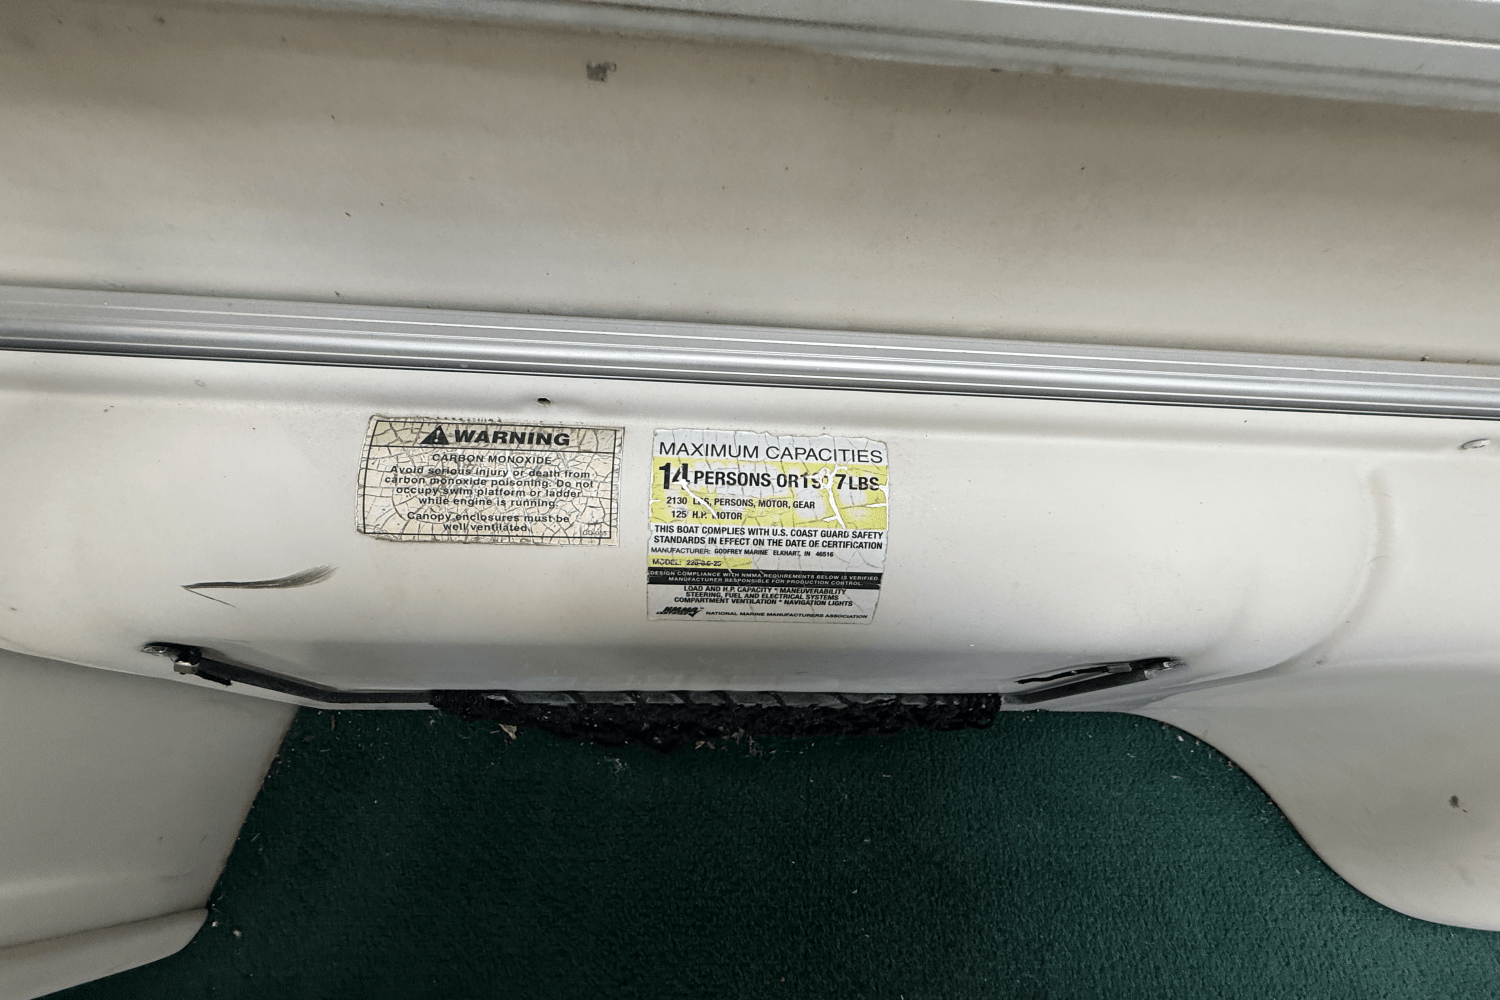 WARNING
CARBON MONOXIDE
Avoid serious injury or death from
carbon monoxide poisoning. Do not
occupy swim platform or ladder
while engine is running.
Canopy enclosures must be
well ventilated.
MAXIMUM CAPACITIES
14 PERSONS OR LBS
2130 PERSONS, MOTOR, GEAR
125 H.P. MOTOR
THIS BOAT COMPLIES WITH U.S. COAST GUARD SAFETY
STANDARDS IN EFFECT ON THE DATE OF CERTIFICATION
MANUFACTURER: GODFREY MARINE ELKHART, IN 46516
MODEL:
DESIGN COMPLIANCE WITH NMMA REQUIREMENTS BELOW IS VERIFIED
MANUFACTURER RESPONSIBLE FOR PRODUCTION CONTROL.
LOAD AND H.P. CAPACITY * MANEUVERABILITY
STEERING, FUEL AND ELECTRICAL SYSTEMS
COMPARTMENT VENTILATION * NAVIGATION LIGHTS
NMMA NATIONAL MARINE MANUFACTURERS ASSOCIATION